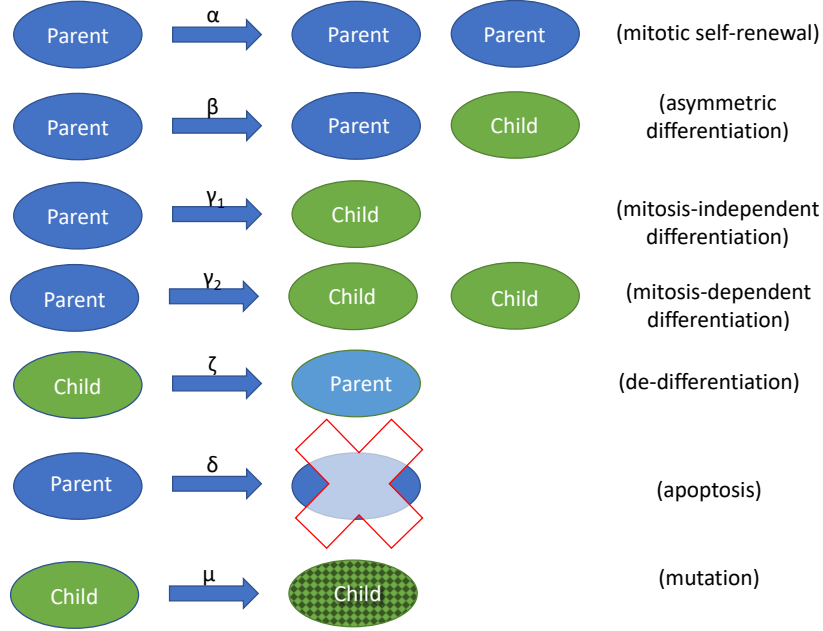 α
Parent Parent Parent (mitotic self-renewal)
β
Parent Parent Child (asymmetric
differentiation)
γ1
Parent Child (mitosis-independent
differentiation)
γ2
Parent Child Child (mitosis-dependent
differentiation)
ζ
Child Parent (de-differentiation)
δ
Parent (apoptosis)
μ
Child Child (mutation)